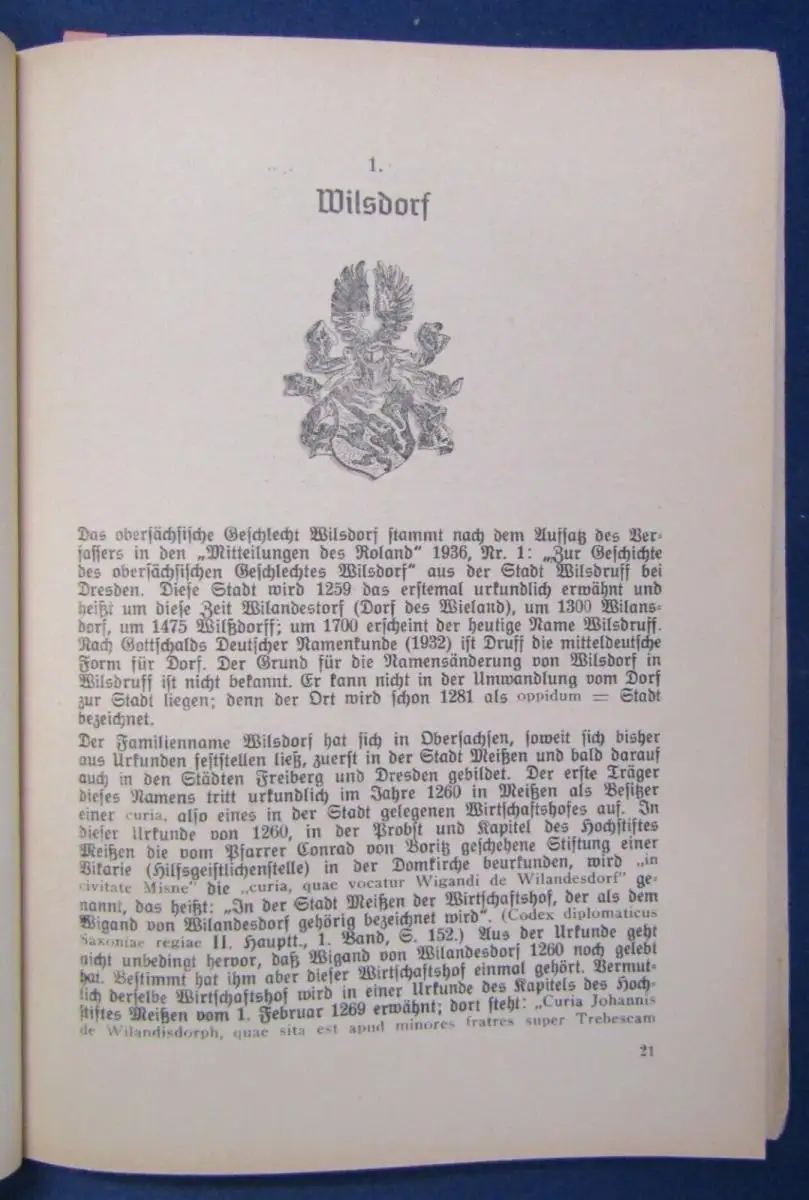 1.
Wilsdorf
Das obersächsische Geschlecht Wilsdorf stammt nach dem Aufsatz des Ver-
fassers in den „Mitteilungen des Roland“ 1936, Nr. 1: „Zur Geschichte
des obersächsischen Geschlechtes Wilsdorf“ aus der Stadt Wilsdruff bei
Dresden. Diese Stadt wird 1259 das erstemal urkundlich erwähnt und
heißt um diese Zeit Wilandestorf (Dorf des Wieland), um 1300 Wilans-
dorf, um 1475 Wilßdorff; um 1700 erscheint der heutige Name Wilsdruff.
Nach Gottschalds Deutscher Namenkunde (1932) ist Druff die mitteldeutsche
Form für Dorf. Der Grund für die Namensänderung von Wilsdorf in
Wilsdruff ist nicht bekannt. Er kann nicht in der Umwandlung vom Dorf
zur Stadt liegen; denn der Ort wird schon 1281 als oppidum = Stadt
bezeichnet.
Der Familienname Wilsdorf hat sich in Obersachsen, soweit sich bisher
aus Urkunden feststellen ließ, zuerst in der Stadt Meißen und bald darauf
auch in den Städten Freiberg und Dresden gebildet. Der erste Träger
dieses Namens tritt urkundlich im Jahre 1260 in Meißen als Besitzer
einer curia, also eines in der Stadt gelegenen Wirtschaftshofes auf. In
dieser Urkunde von 1260, in der Probst und Kapitel des Hochstiftes
Meißen die vom Pfarrer Conrad von Boritz geschehene Stiftung einer
Vikarie (Hilfsgeistlichenstelle) in der Domkirche beurkunden, wird „in
civitate Misne“ die „curia, quae vocatur Wigandi de Wilandesdorf“ ge-
nannt, das heißt: „In der Stadt Meißen der Wirtschaftshof, der als dem
Wigand von Wilandesdorf gehörig bezeichnet wird“. (Codex diplomaticus
Saxoniae regiae II. Hauptt., 1. Band, S. 152.) Aus der Urkunde geht
nicht unbedingt hervor, daß Wigand von Wilandesdorf 1260 noch gelebt
hat. Bestimmt hat ihm aber dieser Wirtschaftshof einmal gehört. Vermut-
lich derselbe Wirtschaftshof wird in einer Urkunde des Kapitels des Hoch-
stiftes Meißen vom 1. Februar 1269 erwähnt; dort steht: „Curia Johannis
de Wilandisdorph, quae sita est apud minores fratres super Trebescam
21